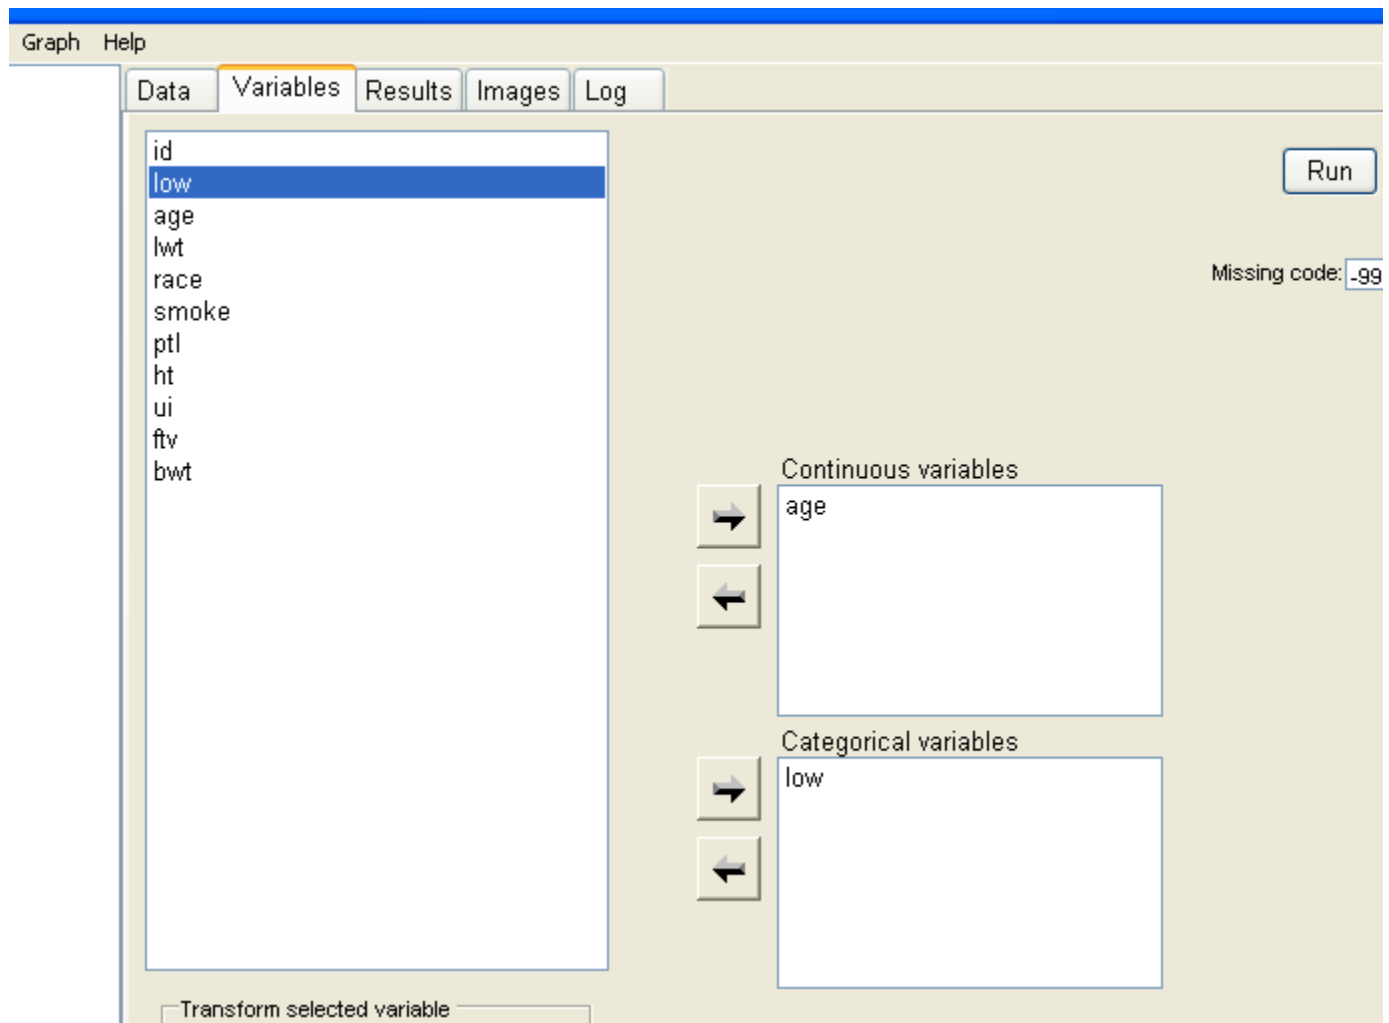 Graph Help
Data Variables Results Images Log
id
low
age
lwt
race
smoke
ptl
ht
ui
ftv
bwt
Run
Missing code: -99
Continuous variables
age
Categorical variables
low
Transform selected variable